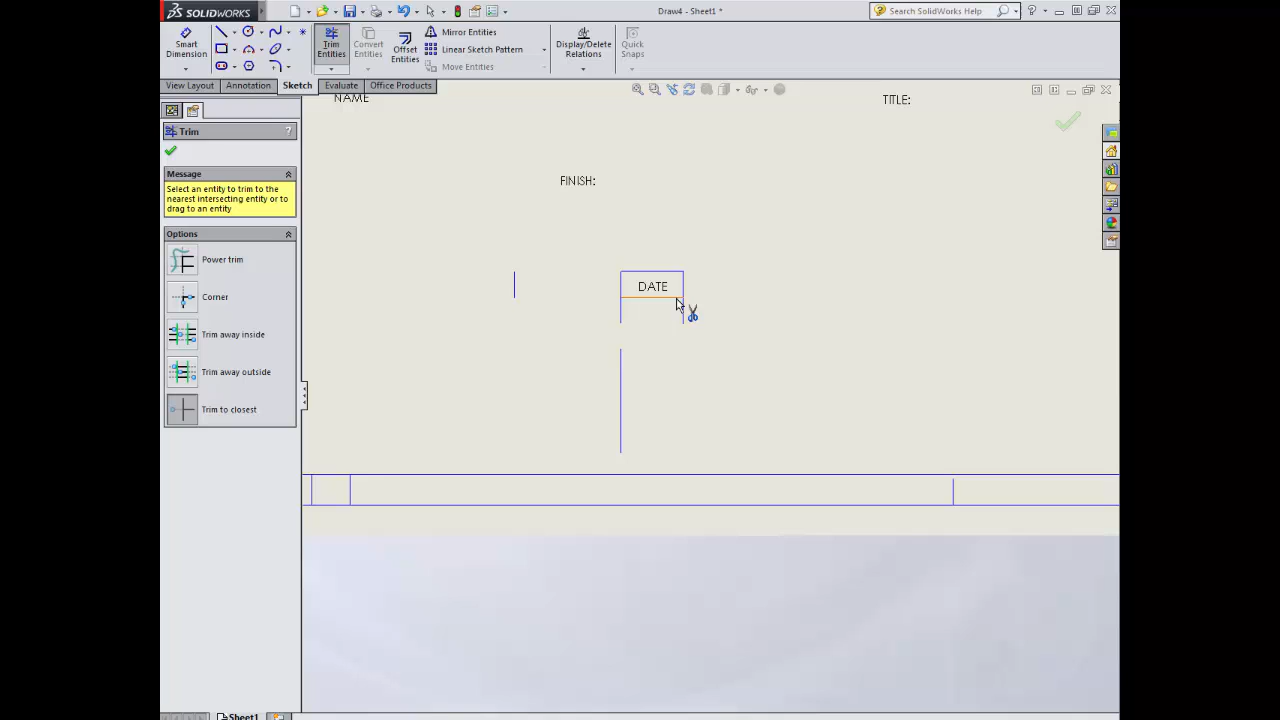 SOLIDWORKS
Draw4 - Sheet1 *
Search SolidWorks Help
Smart Dimension
Trim Entities
Convert Entities
Offset Entities
Mirror Entities
Linear Sketch Pattern
Move Entities
Display/Delete Relations
Quick Snaps
View Layout
Annotation
Sketch
Evaluate
Office Products
NAME
TITLE:
Trim
?
Message
Select an entity to trim to the
nearest intersecting entity or to
drag to an entity
FINISH:
Options
Power trim
Corner
DATE
Trim away inside
Trim away outside
Trim to closest
Sheet1